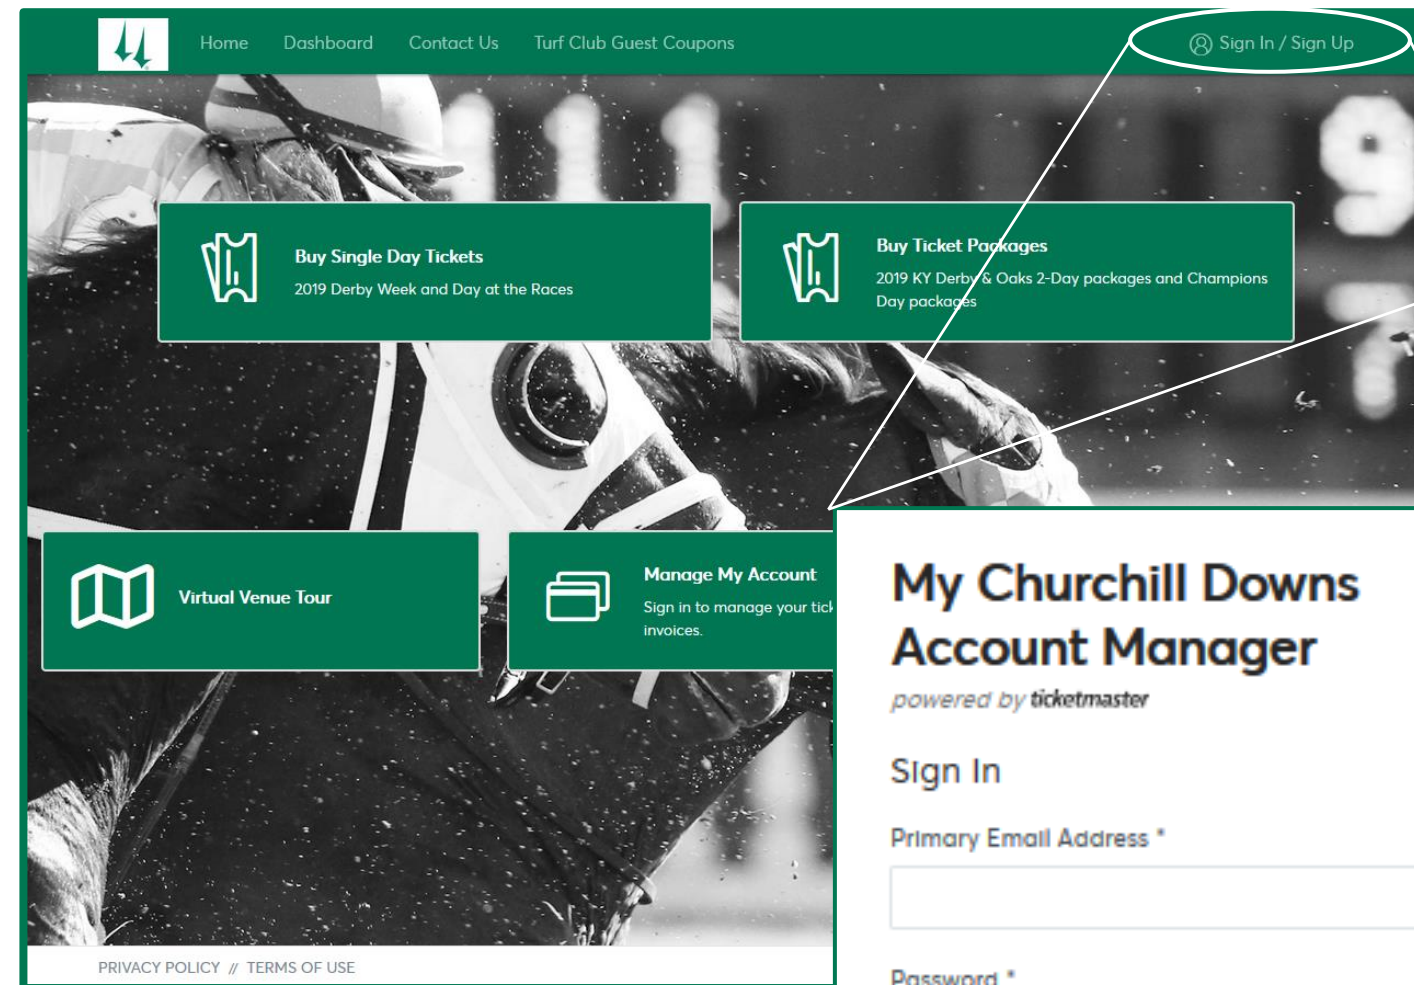 Home Dashboard Contact Us Turf Club Guest Coupons Sign In / Sign Up
111
9
Buy Single Day Tickets
2019 Derby Week and Day at the Races
Buy Ticket Packages
2019 KY Derby & Oaks 2-Day packages and Champions
Day packages
Virtual Venue Tour
Manage My Account
Sign in to manage your tick
invoices.
My Churchill Downs
Account Manager
powered by ticketmaster
Sign In
Primary Email Address *
Password *
PRIVACY POLICY // TERMS OF USE